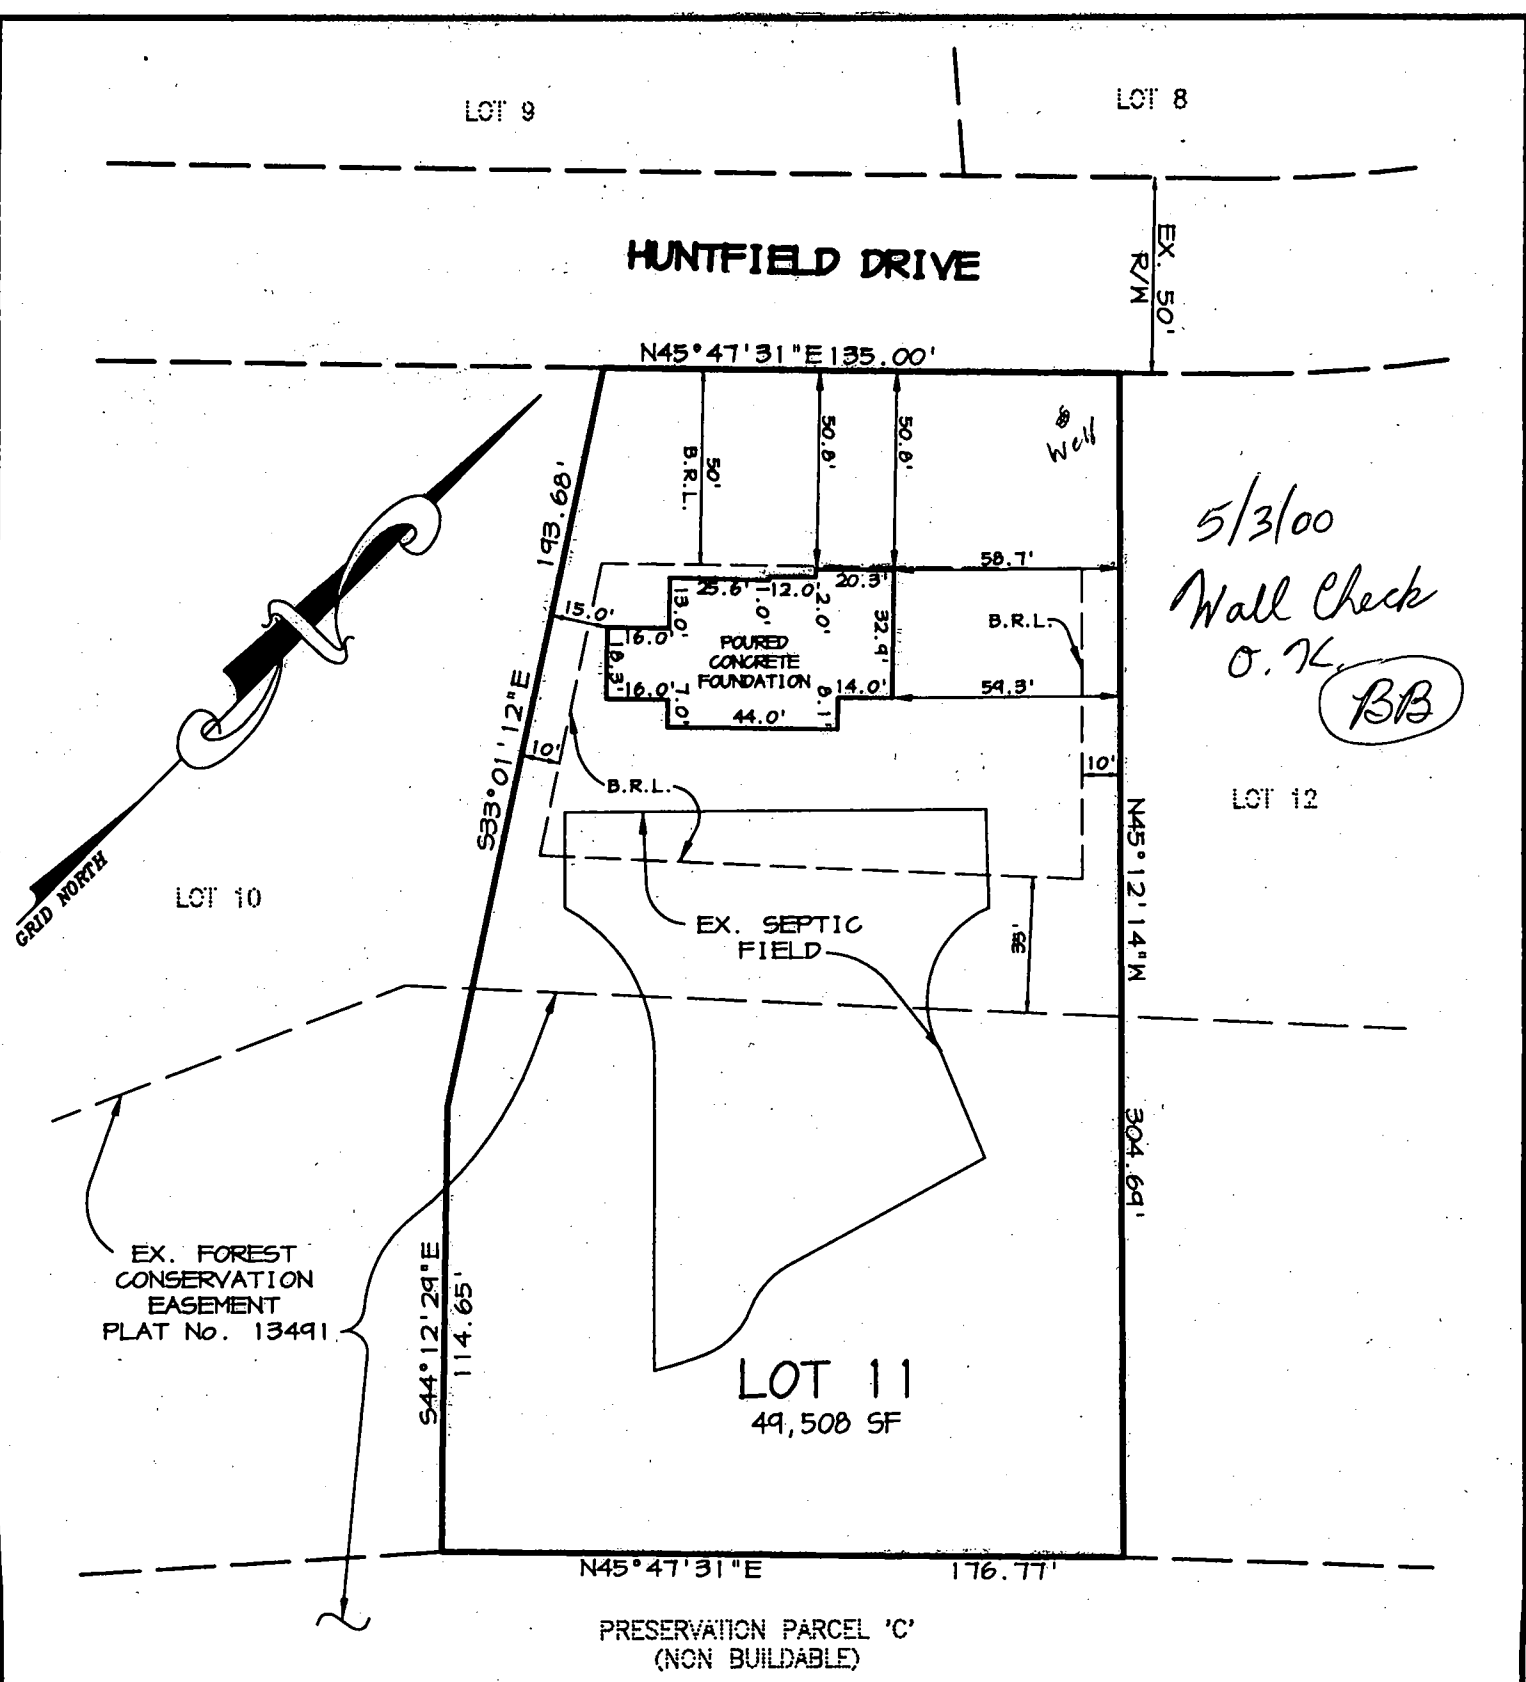 LOT 9
LOT 8
HUNTFIELD DRIVE
EX. 50'
R/W
N45°47'31"E 135.00'
50'
B.R.L.
50.8'
50.8'
Well
193.68'
S33°01'12"E
5/3/00
Wall Check
O.K.
BB
58.7'
25.6'
1.0'
12.0'
2.0'
20.3'
13.0'
15.0'
16.0'
32.9'
B.R.L.
POURED
CONCRETE
FOUNDATION
18.3'
16.0'
7.0'
44.0'
8.1'
14.0'
59.3'
10'
10'
B.R.L.
LOT 12
GRID NORTH
LOT 10
EX. SEPTIC
FIELD
35'
N45°12'14"W
304.69'
EX. FOREST
CONSERVATION
EASEMENT
PLAT No. 13491
S44°12'29"E
114.65'
LOT 11
49,508 SF
N45°47'31"E 176.77'
PRESERVATION PARCEL 'C'
(NON BUILDABLE)